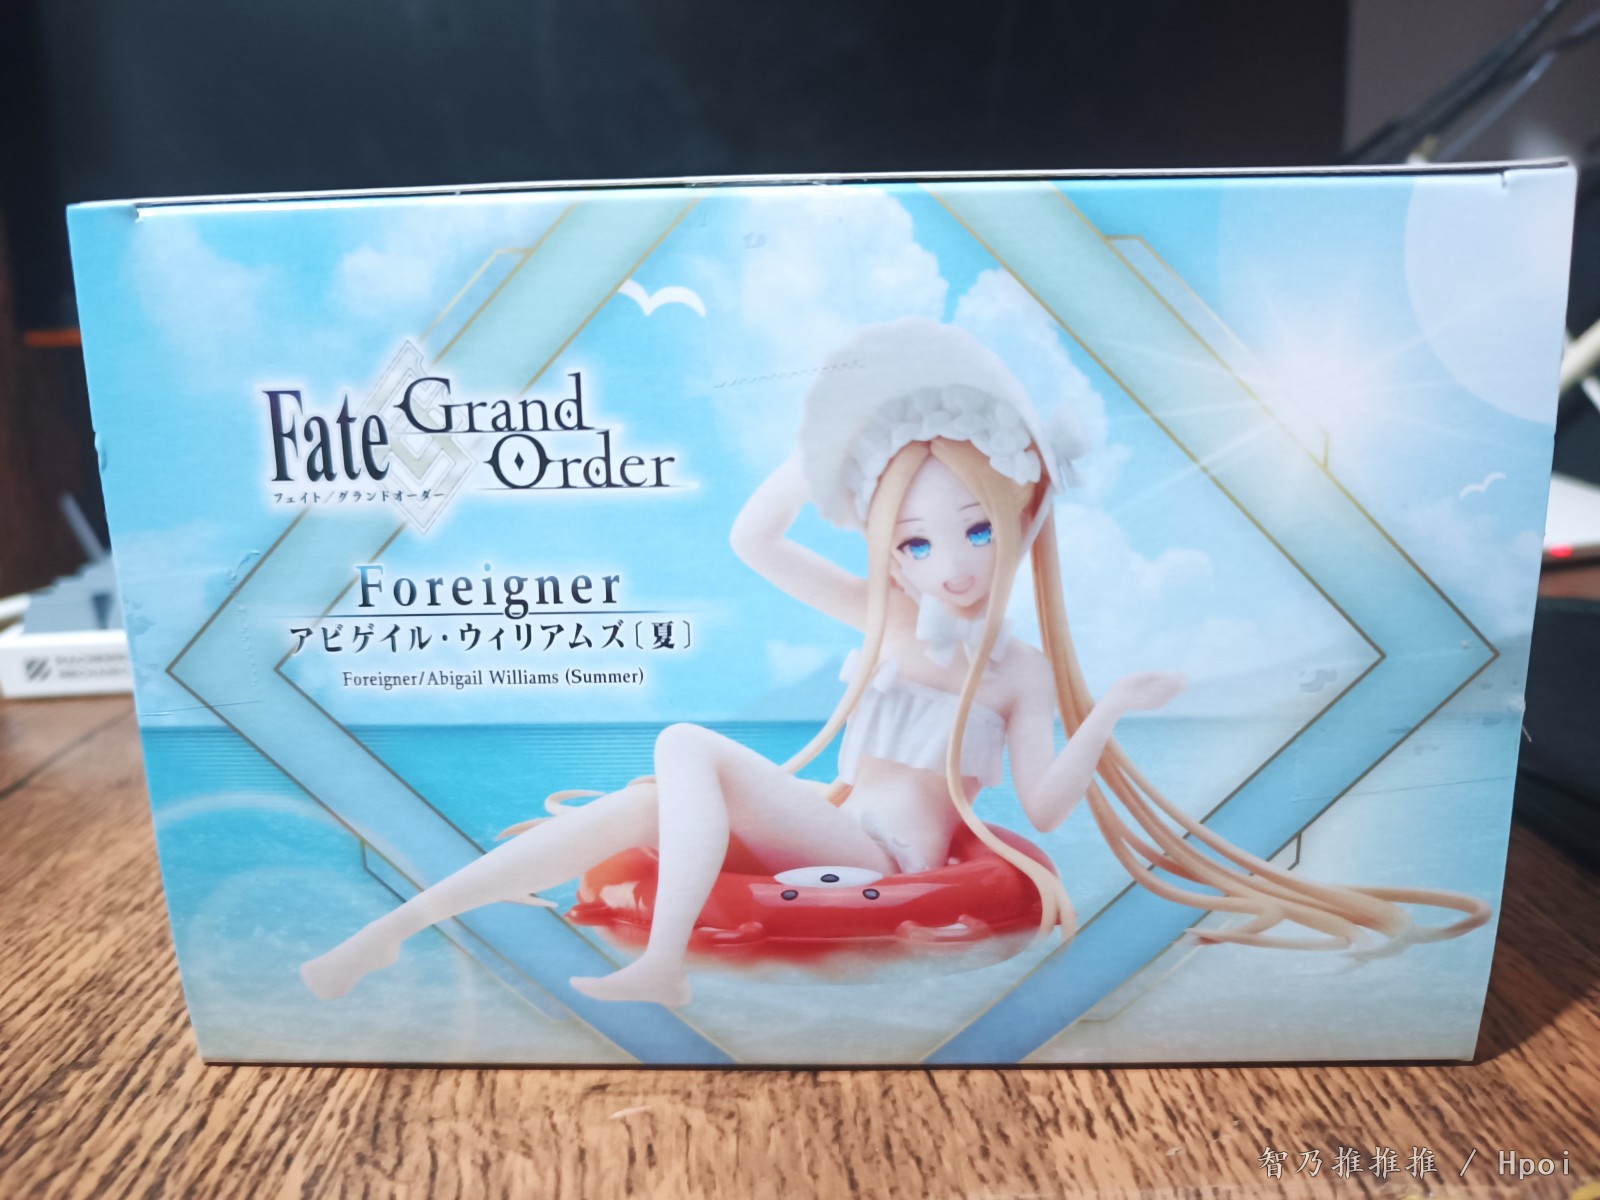 Fate Grand Order
フェイト/グランドオーダー
Foreigner
アビゲイル・ウィリアムズ〔夏〕
Foreigner/Abigail Williams (Summer)
智乃推推推 / Hpoi